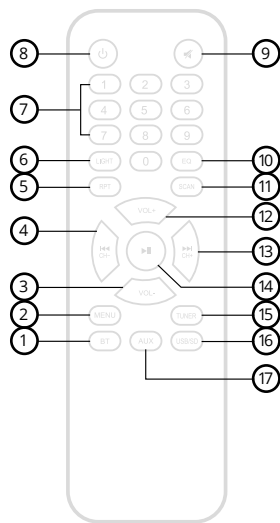 8 9
1 2 3
7 4 5 6
7 8 9
6 LIGHT 0 EQ 10
5 RPT SCAN 11
VOL+ 12
4 CH- CH+ 13
3 VOL- 14
2 MENU TUNER 15
1 BT AUX USB/SD 16
17